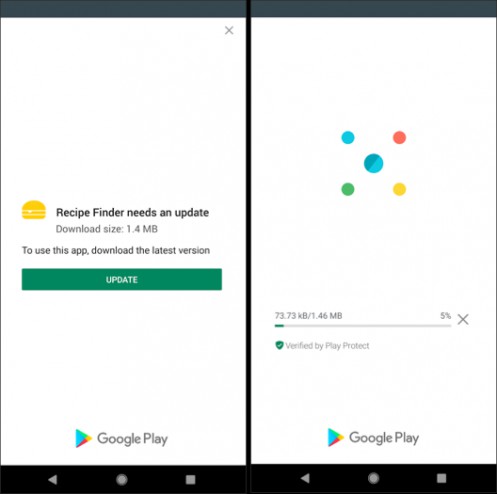 Recipe Finder needs an update
Download size: 1.4 MB
To use this app, download the latest version
UPDATE
Google Play
73.73 kB/1.46 MB 5%
Verified by Play Protect
Google Play